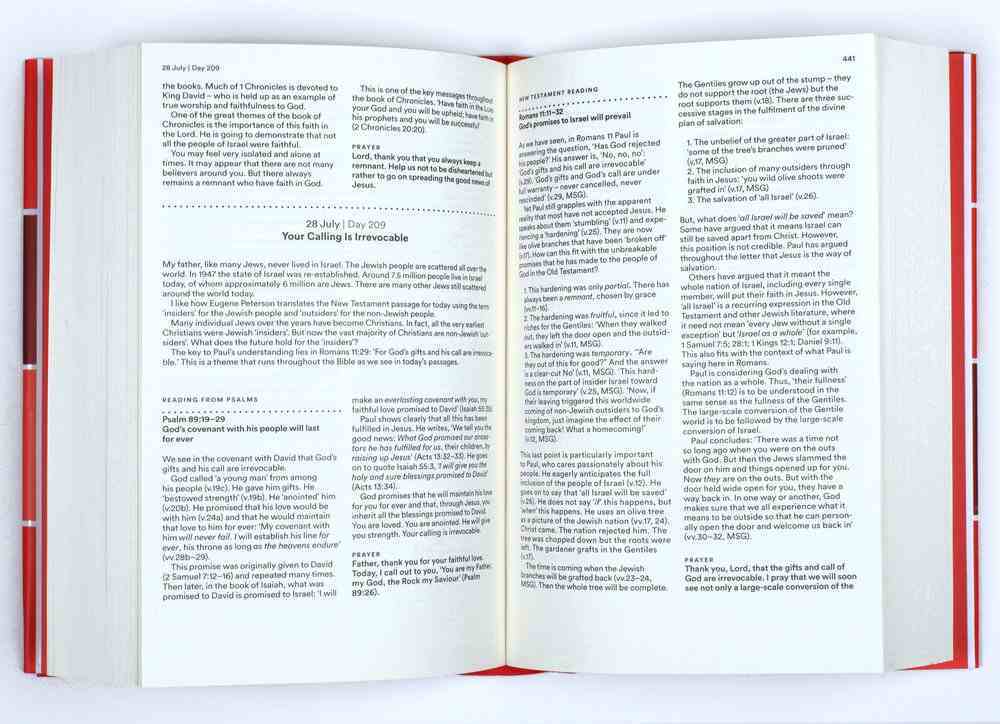 28 July | Day 209
the books. Much of 1 Chronicles is devoted to
King David – who is held up as an example of
true worship and faithfulness to God.
One of the great themes of the book of
Chronicles is the importance of this faith in
the Lord. He is going to demonstrate that not
all the people of Israel were faithful.
You may feel very isolated and alone at
times. It may appear that there are not many
believers around you. But there always
remains a remnant who have faith in God.
This is one of the key messages throughout
the book of Chronicles. 'Have faith in the Lord
your God and you will be upheld; have faith in
his prophets and you will be successful'
(2 Chronicles 20:20).
PRAYER
Lord, thank you that you always keep a
remnant. Help us not to be disheartened but
rather to go on spreading the good news of
Jesus.
28 July | Day 209
Your Calling Is Irrevocable
My father, like many Jews, never lived in Israel. The Jewish people are scattered all over the
world. In 1947 the state of Israel was re-established. Around 7.5 million people live in Israel
today, of whom approximately 6 million are Jews. There are many other Jews still scattered
around the world today.
I like how Eugene Peterson translates the New Testament passage for today using the term
'insiders' for the Jewish people and 'outsiders' for the non-Jewish people.
Many individual Jews over the years have become Christians. In fact, all the very earliest
Christians were Jewish 'insiders'. But now the vast majority of Christians are non-Jewish 'out-
siders'. What does the future hold for the 'insiders'?
The key to Paul's understanding lies in Romans 11:29: 'For God's gifts and his call are irrevoca-
ble.' This is a theme that runs throughout the Bible as we see in today's passages.
READING FROM PSALMS
Psalm 89:19–29
God's covenant with his people will last
for ever
We see in the covenant with David that God's
gifts and his call are irrevocable.
God called 'a young man' from among
his people (v.19c). He gave him gifts. He
'bestowed strength' (v.19b). He 'anointed' him
(v.20b). He promised that his love would be
with him (v.24a) and that he would maintain
that love to him for ever: 'My covenant with
him will never fail. I will establish his line for
ever, his throne as long as the heavens endure'
(vv.28b–29).
This promise was originally given to David
(2 Samuel 7:12–16) and repeated many times.
Then later, in the book of Isaiah, what was
promised to David is promised to Israel: 'I will
make an everlasting covenant with you, my
faithful love promised to David' (Isaiah 55:3).
Paul shows clearly that all this has been
fulfilled in Jesus. He writes, 'We tell you the
good news: What God promised our ances-
tors he has fulfilled for us, their children, by
raising up Jesus' (Acts 13:32–33). He goes
on to quote Isaiah 55:3, 'I will give you the
holy and sure blessings promised to David'
(Acts 13:34).
God promises that he will maintain his love
for you for ever and that, through Jesus, you
inherit all the blessings promised to David.
You are loved. You are anointed. He will give
you strength. Your calling is irrevocable.
PRAYER
Father, thank you for your faithful love.
Today, I call out to you, 'You are my Father,
my God, the Rock my Saviour' (Psalm
89:26).
441
NEW TESTAMENT READING
Romans 11:11–32
God's promises to Israel will prevail
As we have seen, in Romans 11 Paul is
answering the question, 'Has God rejected
his people?' His answer is, 'No, no, no':
'God's gifts and his call are irrevocable'
(v.29). 'God's gifts and God's call are under
full warranty – never cancelled, never
rescinded' (v.29, MSG).
Yet Paul still grapples with the apparent
reality that most have not accepted Jesus. He
speaks about them 'stumbling' (v.11) and expe-
riencing a 'hardening' (v.25). They are now
like olive branches that have been 'broken off'
(v.17). How can this fit with the unbreakable
promises that he has made to the people of
God in the Old Testament?
1. This hardening was only partial. There has
always been a remnant, chosen by grace
(vv.11–16).
2. The hardening was fruitful, since it led to
riches for the Gentiles: 'When they walked
out, they left the door open and the outsid-
ers walked in' (v.11, MSG).
3. The hardening was temporary. '"Are
they out of this for good?" And the answer
is a clear-cut No' (v.11, MSG). 'This hard-
ness on the part of insider Israel toward
God is temporary' (v.25, MSG). 'Now, if
their leaving triggered this worldwide
coming of non-Jewish outsiders to God's
kingdom, just imagine the effect of their
coming back! What a homecoming!'
(v.12, MSG).
This last point is particularly important
to Paul, who cares passionately about his
people. He eagerly anticipates the full
inclusion of the people of Israel (v.12). He
goes on to say that 'all Israel will be saved'
(v.26). He does not say 'if' this happens, but
'when' this happens. He uses an olive tree
as a picture of the Jewish nation (vv.17, 24).
Christ came. The nation rejected him. The
tree was chopped down but the roots were
left. The gardener grafts in the Gentiles
(v.17).
The time is coming when the Jewish
branches will be grafted back (vv.23–24,
MSG). Then the whole tree will be complete.
The Gentiles grow up out of the stump – they
do not support the root (the Jews) but the
root supports them (v.18). There are three suc-
cessive stages in the fulfilment of the divine
plan of salvation:
1. The unbelief of the greater part of Israel:
'some of the tree's branches were pruned'
(v.17, MSG)
2. The inclusion of many outsiders through
faith in Jesus: 'you wild olive shoots were
grafted in' (v.17, MSG)
3. The salvation of 'all Israel' (v.26).
But, what does 'all Israel will be saved' mean?
Some have argued that it means Israel can
still be saved apart from Christ. However,
this position is not credible. Paul has argued
throughout the letter that Jesus is the way of
salvation.
Others have argued that it meant the
whole nation of Israel, including every single
member, will put their faith in Jesus. However,
'all Israel' is a recurring expression in the Old
Testament and other Jewish literature, where
it need not mean 'every Jew without a single
exception' but 'Israel as a whole' (for example,
1 Samuel 7:5; 28:1; 1 Kings 12:1; Daniel 9:11).
This also fits with the context of what Paul is
saying here in Romans.
Paul is considering God's dealing with
the nation as a whole. Thus, 'their fullness'
(Romans 11:12) is to be understood in the
same sense as the fullness of the Gentiles.
The large-scale conversion of the Gentile
world is to be followed by the large-scale
conversion of Israel.
Paul concludes: 'There was a time not
so long ago when you were on the outs
with God. But then the Jews slammed the
door on him and things opened up for you.
Now they are on the outs. But with the
door held wide open for you, they have a
way back in. In one way or another, God
makes sure that we all experience what it
means to be outside so that he can person-
ally open the door and welcome us back in'
(vv.30–32, MSG).
PRAYER
Thank you, Lord, that the gifts and call of
God are irrevocable. I pray that we will soon
see not only a large-scale conversion of the